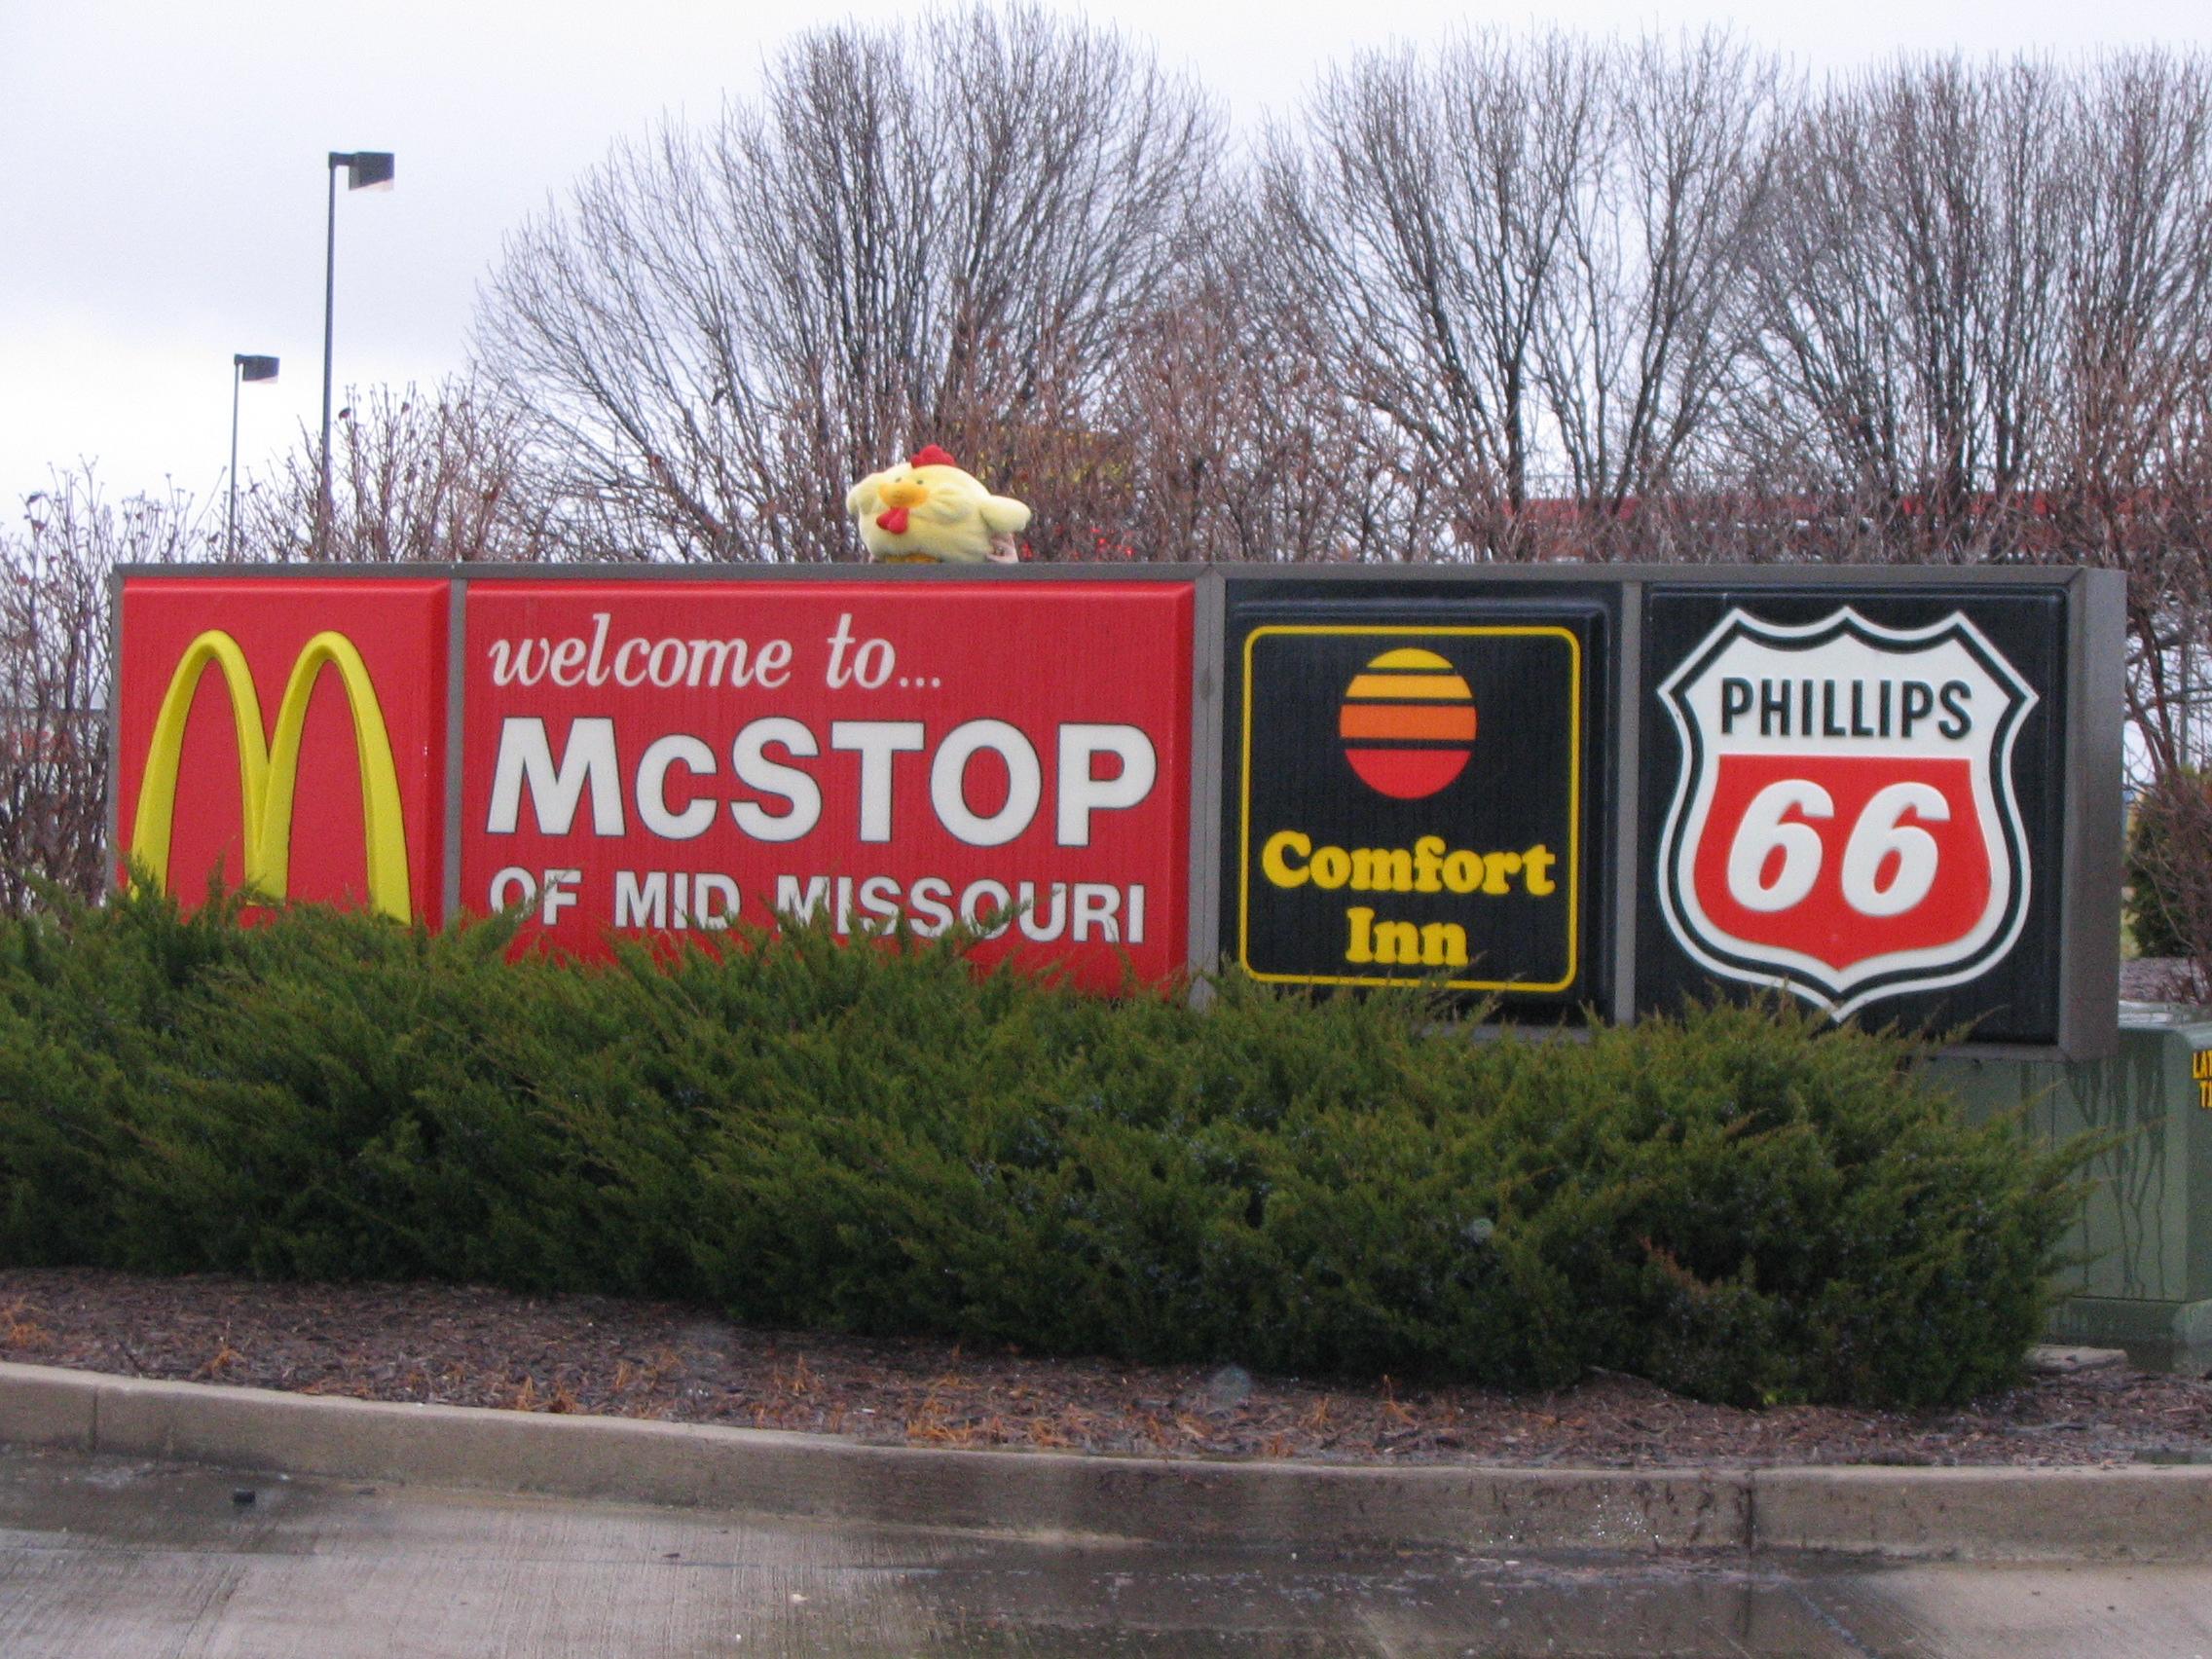 welcome to...
McSTOP
OF MID MISSOURI
Comfort
Inn
PHILLIPS
66